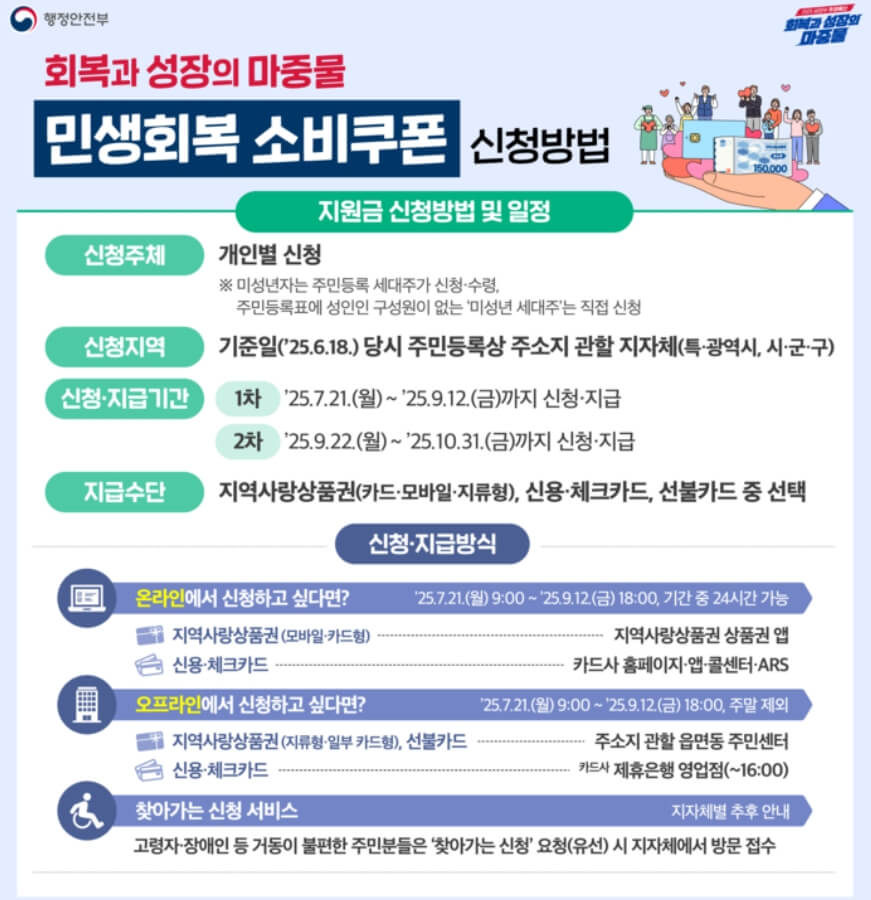 행정안전부
회복과 성장의
마중물
회복과 성장의 마중물
민생회복 소비쿠폰 신청방법
150,000
지원금 신청방법 및 일정
신청주체 개인별 신청
※ 미성년자는 주민등록 세대주가 신청·수령,
주민등록표에 성인인 구성원이 없는 '미성년 세대주'는 직접 신청
신청지역 기준일('25.6.18.) 당시 주민등록상 주소지 관할 지자체(특·광역시, 시·군·구)
신청·지급기간 1차 '25.7.21.(월) ~ '25.9.12.(금)까지 신청·지급
2차 '25.9.22.(월) ~ '25.10.31.(금)까지 신청·지급
지급수단 지역사랑상품권(카드·모바일·지류형), 신용·체크카드, 선불카드 중 선택
신청·지급방식
온라인에서 신청하고 싶다면? '25.7.21.(월) 9:00 ~ '25.9.12.(금) 18:00, 기간 중 24시간 가능
지역사랑상품권 (모바일·카드형) 지역사랑상품권 상품권 앱
신용·체크카드 카드사 홈페이지·앱·콜센터·ARS
오프라인에서 신청하고 싶다면? '25.7.21.(월) 9:00 ~ '25.9.12.(금) 18:00, 주말 제외
지역사랑상품권 (지류형·일부 카드형), 선불카드 주소지 관할 읍면동 주민센터
신용·체크카드 카드사 제휴은행 영업점(~16:00)
찾아가는 신청 서비스 지자체별 추후 안내
고령자·장애인 등 거동이 불편한 주민분들은 '찾아가는 신청' 요청(유선) 시 지자체에서 방문 접수